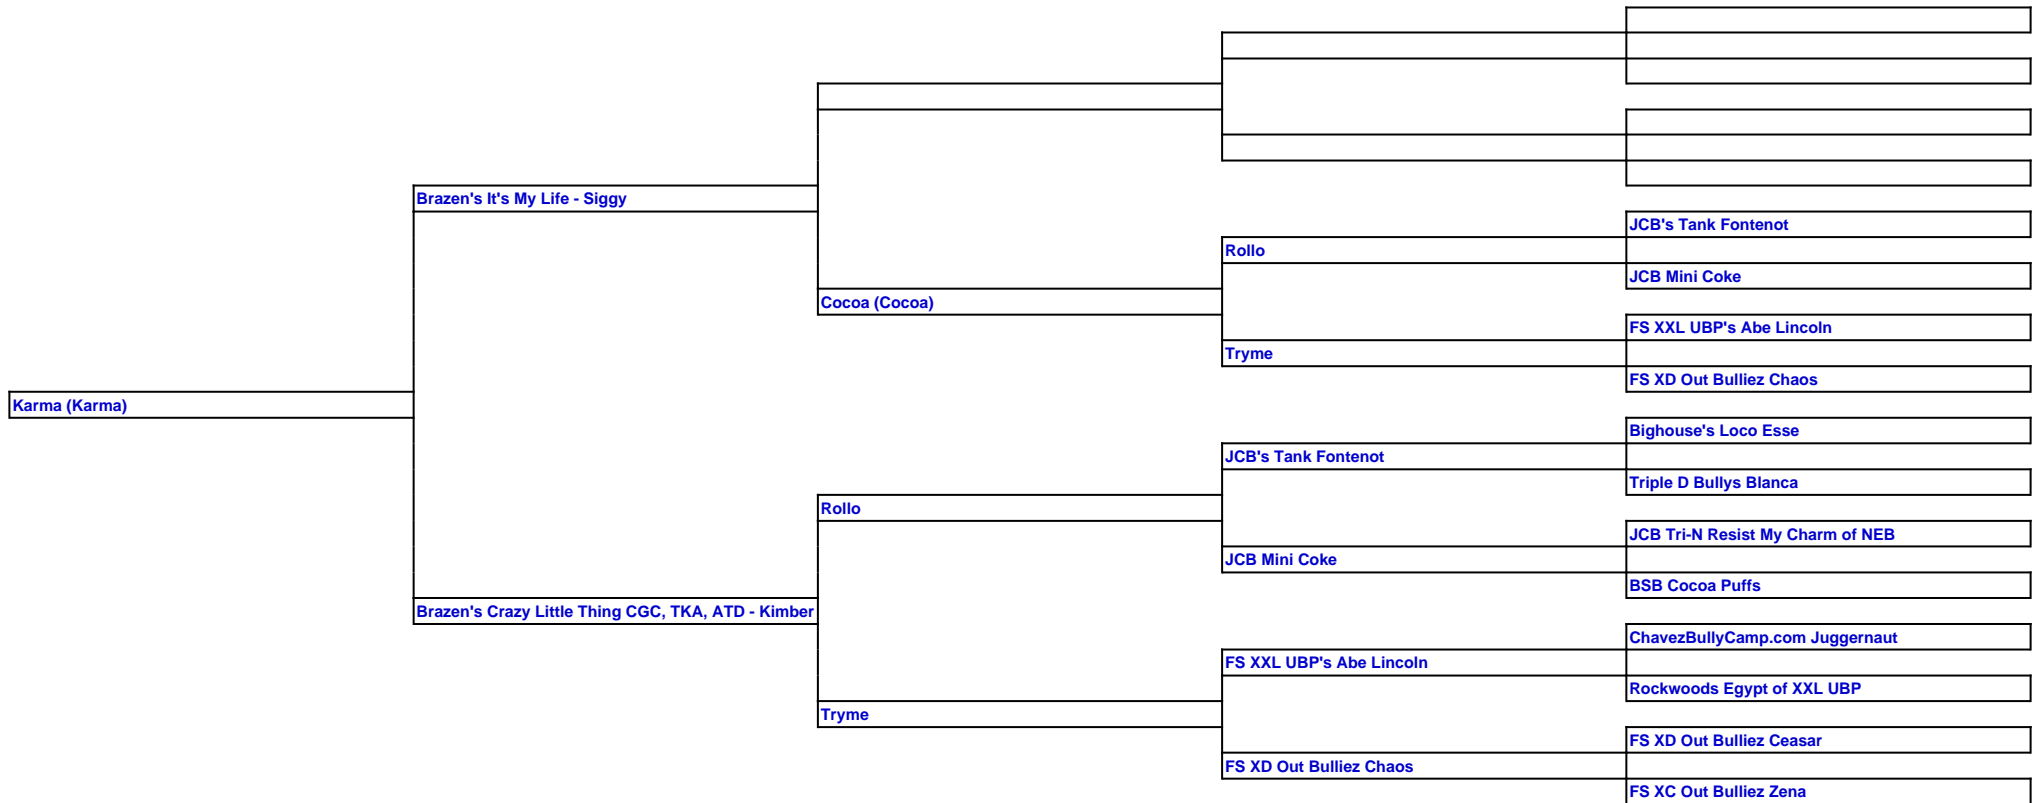 JCB's Tank Fontenot
Brazen's It's My Life - Siggy
Rollo
JCB Mini Coke
Cocoa (Cocoa)
FS XXL UBP's Abe Lincoln
Tryme
FS XD Out Bulliez Chaos
Karma (Karma)
Bighouse's Loco Esse
JCB's Tank Fontenot
Triple D Bullys Blanca
Rollo
JCB Tri-N Resist My Charm of NEB
JCB Mini Coke
BSB Cocoa Puffs
Brazen's Crazy Little Thing CGC, TKA, ATD - Kimber
ChavezBullyCamp.com Juggernaut
FS XXL UBP's Abe Lincoln
Rockwoods Egypt of XXL UBP
Tryme
FS XD Out Bulliez Ceasar
FS XD Out Bulliez Chaos
FS XC Out Bulliez Zena